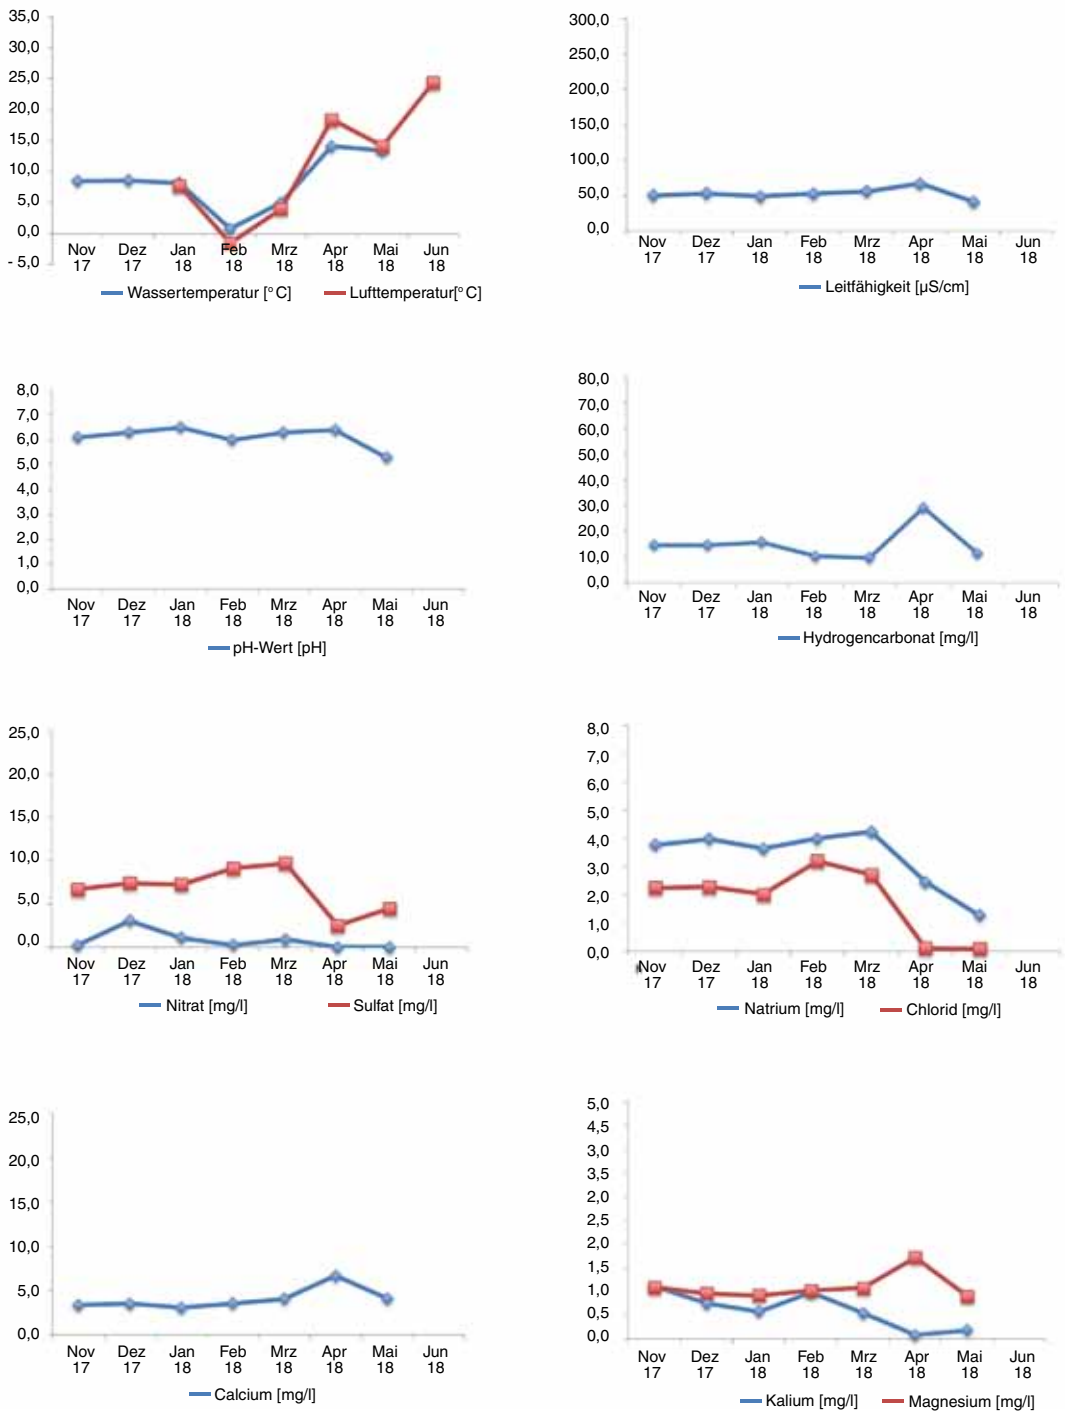 35,0
30,0
25,0
20,0
15,0
10,0
5,0
0,0
- 5,0
Nov Dez Jan Feb Mrz Apr Mai Jun
17 17 18 18 18 18 18 18
Wassertemperatur [°C] Lufttemperatur[°C]
300,0
250,0
200,0
150,0
100,0
50,0
0,0
Nov Dez Jan Feb Mrz Apr Mai Jun
17 17 18 18 18 18 18 18
Leitfähigkeit [µS/cm]
8,0
7,0
6,0
5,0
4,0
3,0
2,0
1,0
0,0
Nov Dez Jan Feb Mrz Apr Mai Jun
17 17 18 18 18 18 18 18
pH-Wert [pH]
80,0
70,0
60,0
50,0
40,0
30,0
20,0
10,0
0,0
Nov Dez Jan Feb Mrz Apr Mai Jun
17 17 18 18 18 18 18 18
Hydrogencarbonat [mg/l]
25,0
20,0
15,0
10,0
5,0
0,0
Nov Dez Jan Feb Mrz Apr Mai Jun
17 17 18 18 18 18 18 18
Nitrat [mg/l] Sulfat [mg/l]
8,0
7,0
6,0
5,0
4,0
3,0
2,0
1,0
0,0
Nov Dez Jan Feb Mrz Apr Mai Jun
17 17 18 18 18 18 18 18
Natrium [mg/l] Chlorid [mg/l]
25,0
20,0
15,0
10,0
5,0
0,0
Nov Dez Jan Feb Mrz Apr Mai Jun
17 17 18 18 18 18 18 18
Calcium [mg/l]
5,0
4,5
3,0
3,5
2,0
2,5
2,0
1,5
1,0
0,5
0,0
Nov Dez Jan Feb Mrz Apr Mai Jun
17 17 18 18 18 18 18 18
Kalium [mg/l] Magnesium [mg/l]